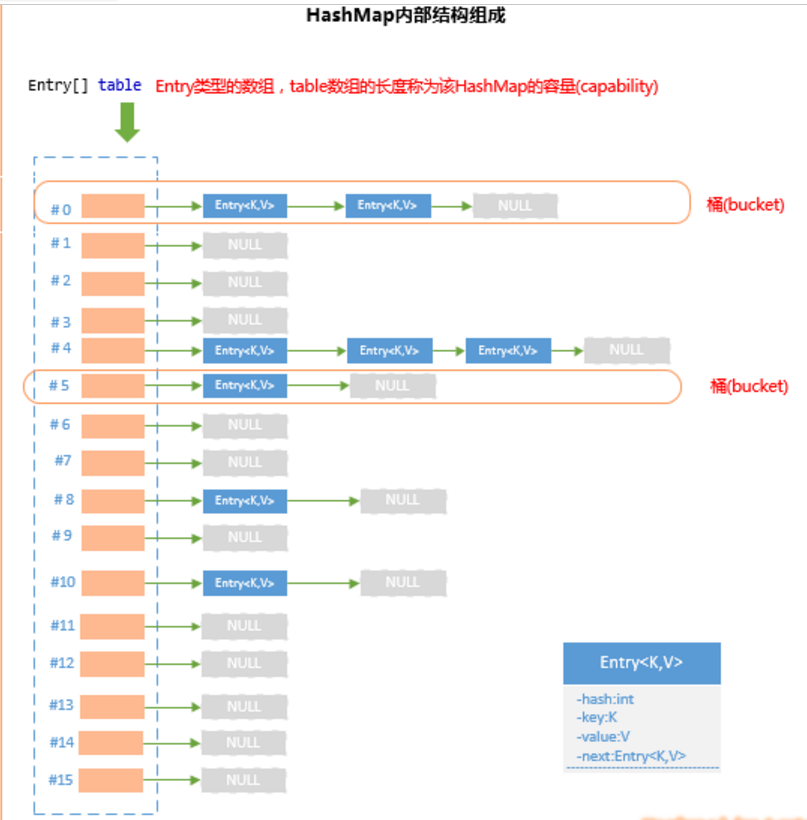 HashMap内部结构组成
Entry[] table Entry类型的数组，table数组的长度称为该HashMap的容量(capability)
#0 Entry<K,V> Entry<K,V> NULL 桶(bucket)
#1 NULL
#2 NULL
#3 NULL
#4 Entry<K,V> Entry<K,V> Entry<K,V> NULL
#5 Entry<K,V> NULL 桶(bucket)
#6 NULL
#7 NULL
#8 Entry<K,V> NULL
#9 NULL
#10 Entry<K,V> NULL
#11 NULL
#12 NULL
#13 NULL
#14 NULL
#15 NULL
Entry<K,V>
-hash:int
-key:K
-value:V
-next:Entry<K,V>